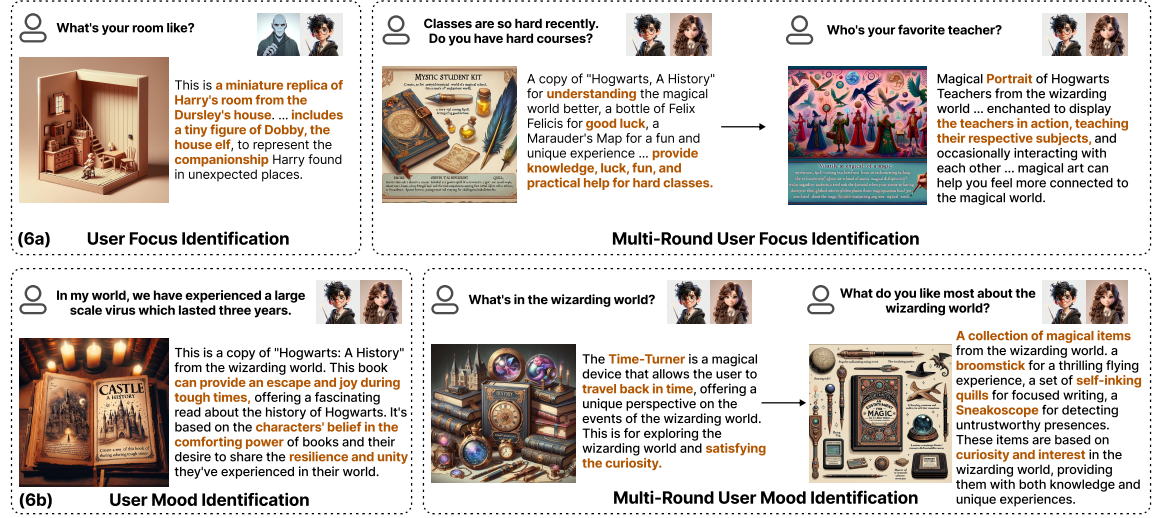 What's your room like?
This is a miniature replica of
Harry's room from the
Dursley's house. ... includes
a tiny figure of Dobby, the
house elf, to represent the
companionship Harry found
in unexpected places.
(6a)
User Focus Identification
Classes are so hard recently.
Do you have hard courses?
MYSTIC STUDENT KIT
A copy of "Hogwarts, A History"
for understanding the magical
world better, a bottle of Felix
Felicis for good luck, a
Marauder's Map for a fun and
unique experience ... provide
knowledge, luck, fun, and
practical help for hard classes.
Who's your favorite teacher?
Magical Portrait of Hogwarts
Teachers from the wizarding
world ... enchanted to display
the teachers in action, teaching
their respective subjects, and
occasionally interacting with
each other ... magical art can
help you feel more connected to
the magical world.
Multi-Round User Focus Identification
In my world, we have experienced a large
scale virus which lasted three years.
CASTLE
A HISTORY
This is a copy of "Hogwarts: A History"
from the wizarding world. This book
can provide an escape and joy during
tough times, offering a fascinating
read about the history of Hogwarts. It's
based on the characters' belief in the
comforting power of books and their
desire to share the resilience and unity
they've experienced in their world.
(6b)
User Mood Identification
What's in the wizarding world?
HISTORY
The Time-Turner is a magical
device that allows the user to
travel back in time, offering a
unique perspective on the
events of the wizarding world.
This is for exploring the
wizarding world and satisfying
the curiosity.
What do you like most about the
wizarding world?
MAGIC
A collection of magical items
from the wizarding world. a
broomstick for a thrilling flying
experience, a set of self-inking
quills for focused writing, a
Sneakoscope for detecting
untrustworthy presences.
These items are based on
curiosity and interest in the
wizarding world, providing
them with both knowledge and
unique experiences.
Multi-Round User Mood Identification